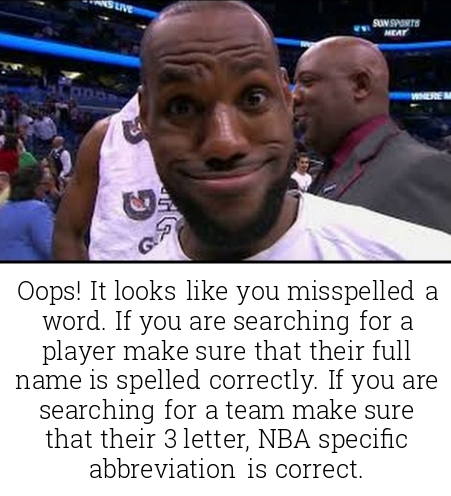 SUN SPORTS
HEAT
WHERE
Oops! It looks like you misspelled a
word. If you are searching for a
player make sure that their full
name is spelled correctly. If you are
searching for a team make sure
that their 3 letter, NBA specific
abbreviation is correct.